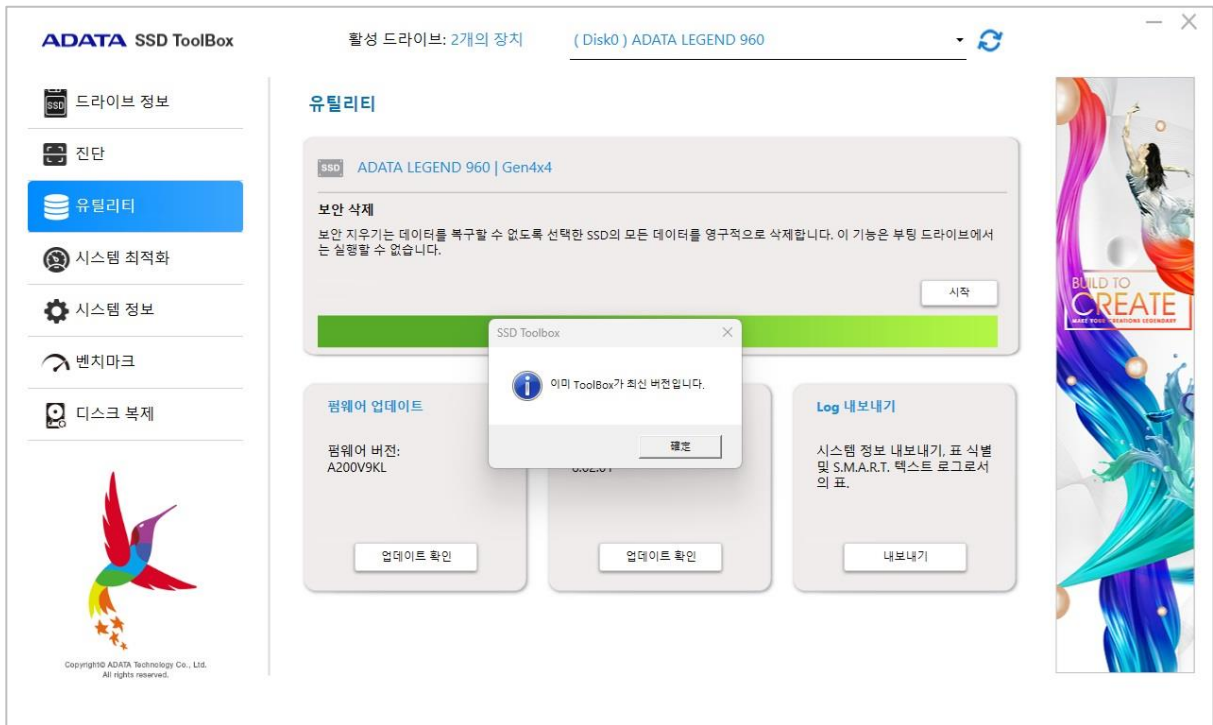 ADATA SSD ToolBox
활성 드라이브: 2개의 장치
( Disk0 ) ADATA LEGEND 960
드라이브 정보
진단
유틸리티
시스템 최적화
시스템 정보
벤치마크
디스크 복제
Copyright© ADATA Technology Co., Ltd.
All rights reserved.
유틸리티
SSD
ADATA LEGEND 960 | Gen4x4
보안 삭제
보안 지우기는 데이터를 복구할 수 없도록 선택한 SSD의 모든 데이터를 영구적으로 삭제합니다. 이 기능은 부팅 드라이브에서
는 실행할 수 없습니다.
시작
SSD Toolbox
이미 ToolBox가 최신 버전입니다.
確定
펌웨어 업데이트
펌웨어 버전:
A200V9KL
업데이트 확인
업데이트 확인
Log 내보내기
시스템 정보 내보내기, 표 식별
및 S.M.A.R.T. 텍스트 로그로서
의 표.
내보내기
BUILD TO
CREATE
MAKE YOUR CREATIONS LEGENDARY